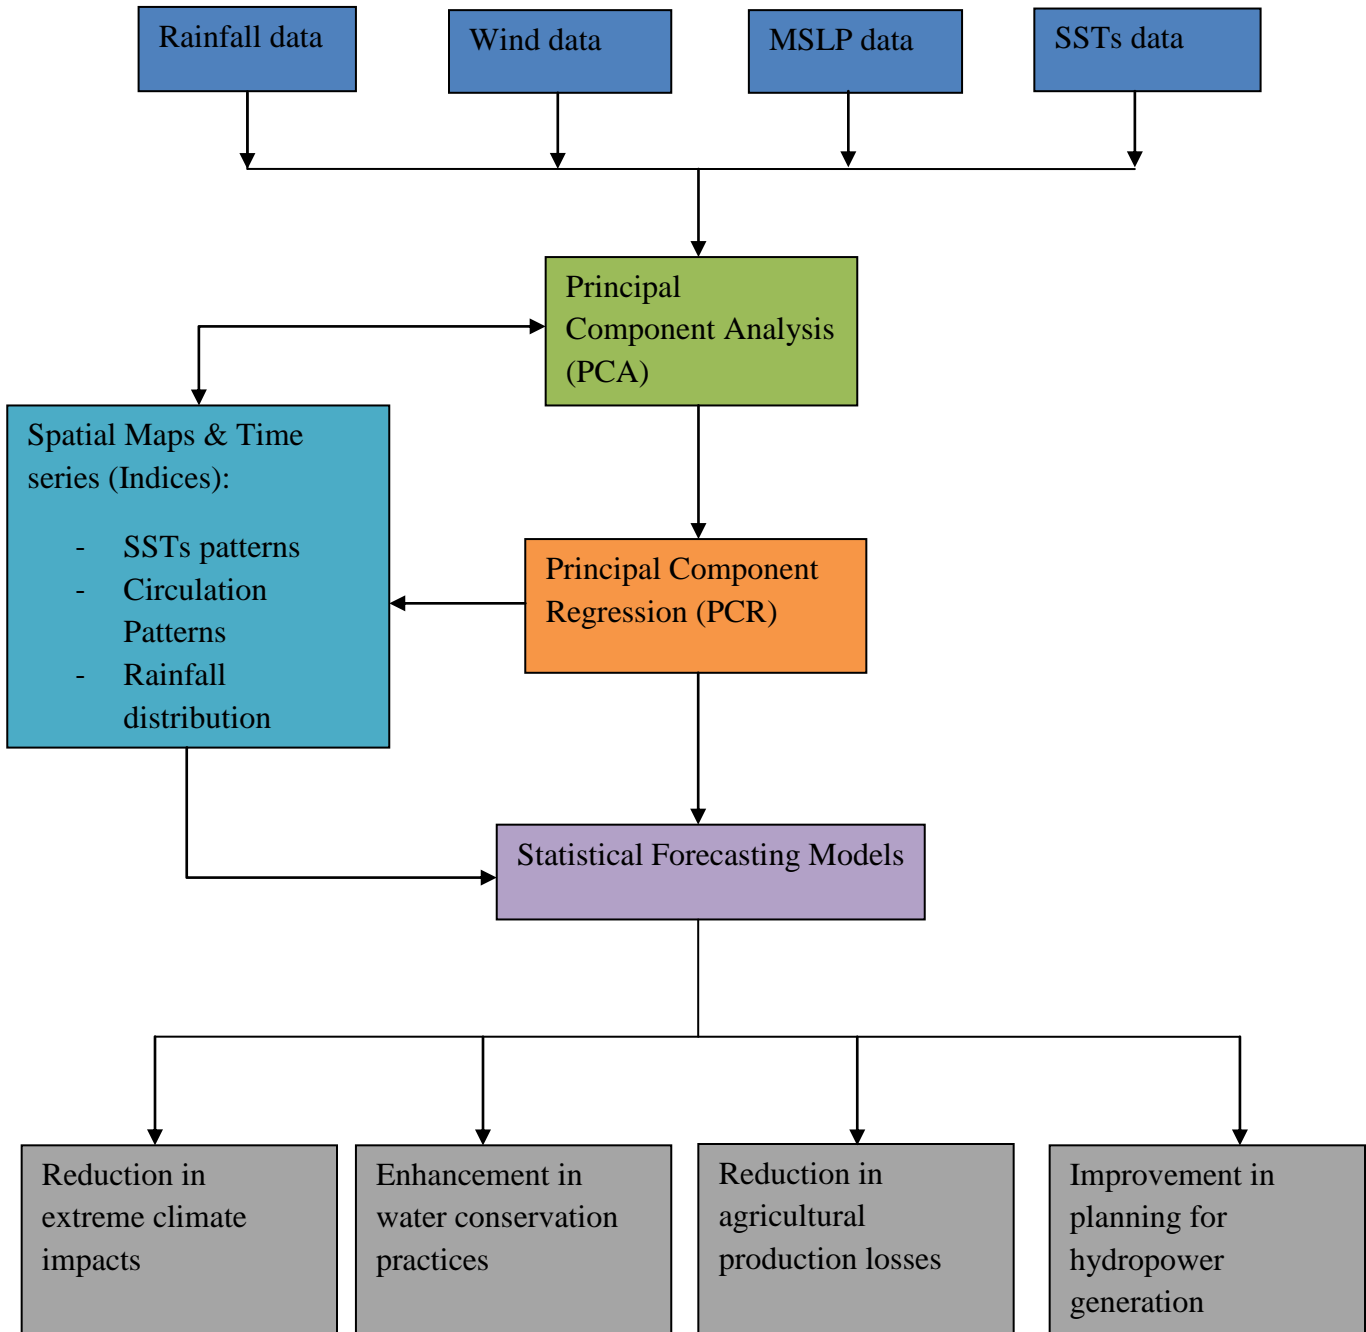 Rainfall data
Wind data
MSLP data
SSTs data
Principal
Component Analysis
(PCA)
Spatial Maps & Time
series (Indices):
- SSTs patterns
- Circulation
Patterns
- Rainfall
distribution
Principal Component
Regression (PCR)
Statistical Forecasting Models
Reduction in
extreme climate
impacts
Enhancement in
water conservation
practices
Reduction in
agricultural
production losses
Improvement in
planning for
hydropower
generation